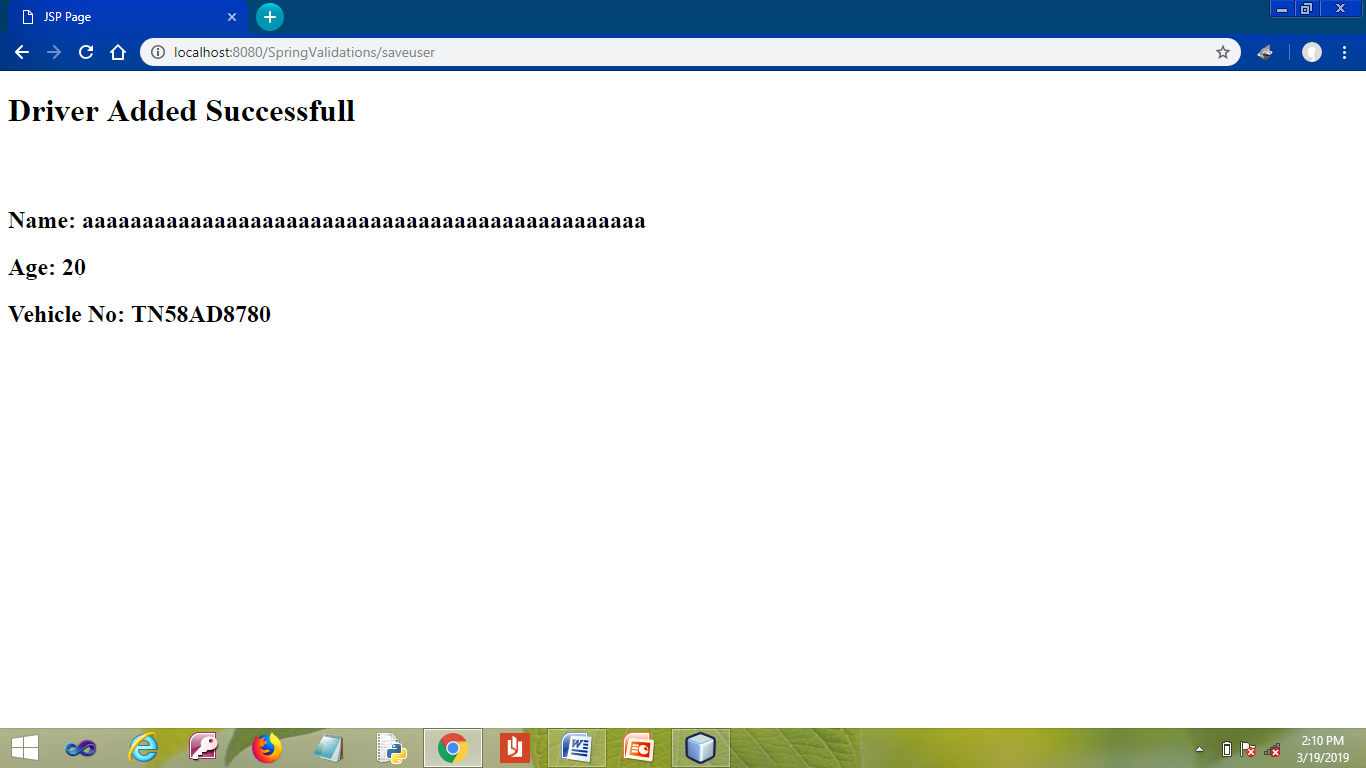 JSP Page
localhost:8080/SpringValidations/saveuser
Driver Added Successfull
Name: aaaaaaaaaaaaaaaaaaaaaaaaaaaaaaaaaaaaaaaaaaaaaaa
Age: 20
Vehicle No: TN58AD8780
2:10 PM
3/19/2019